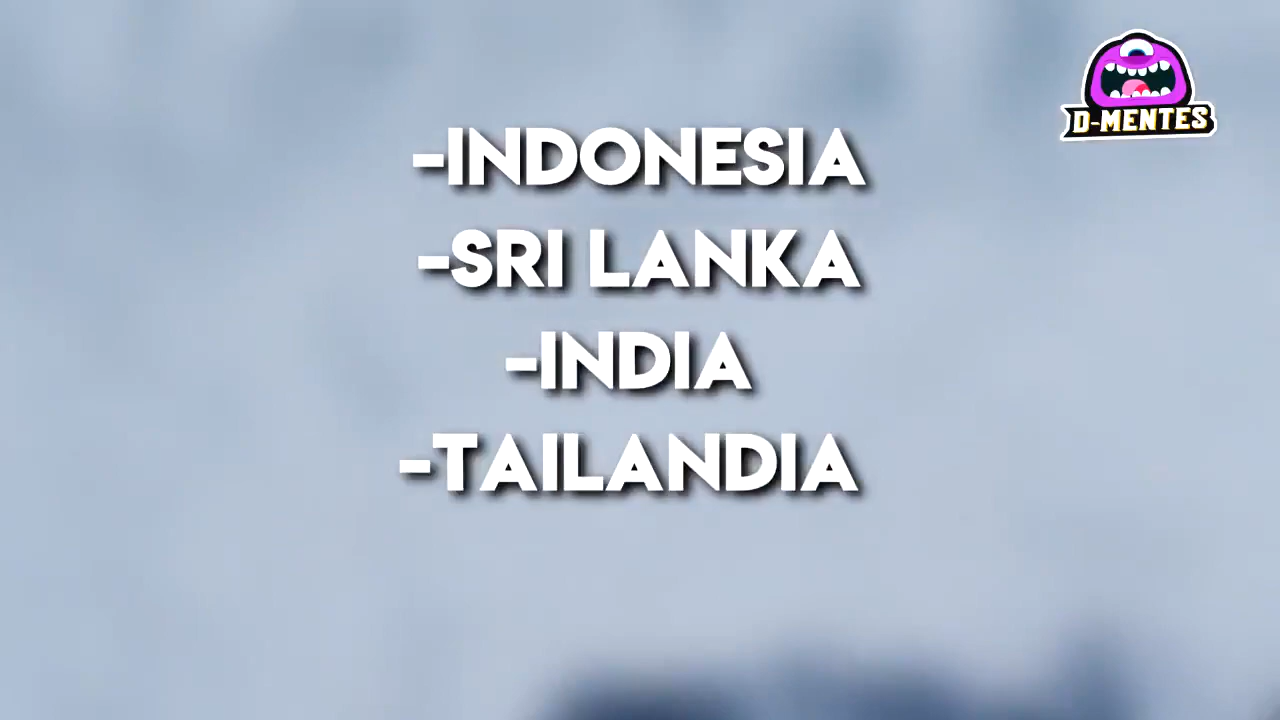 D-MENTES
-INDONESIA
-SRI LANKA
-INDIA
-TAILANDIA